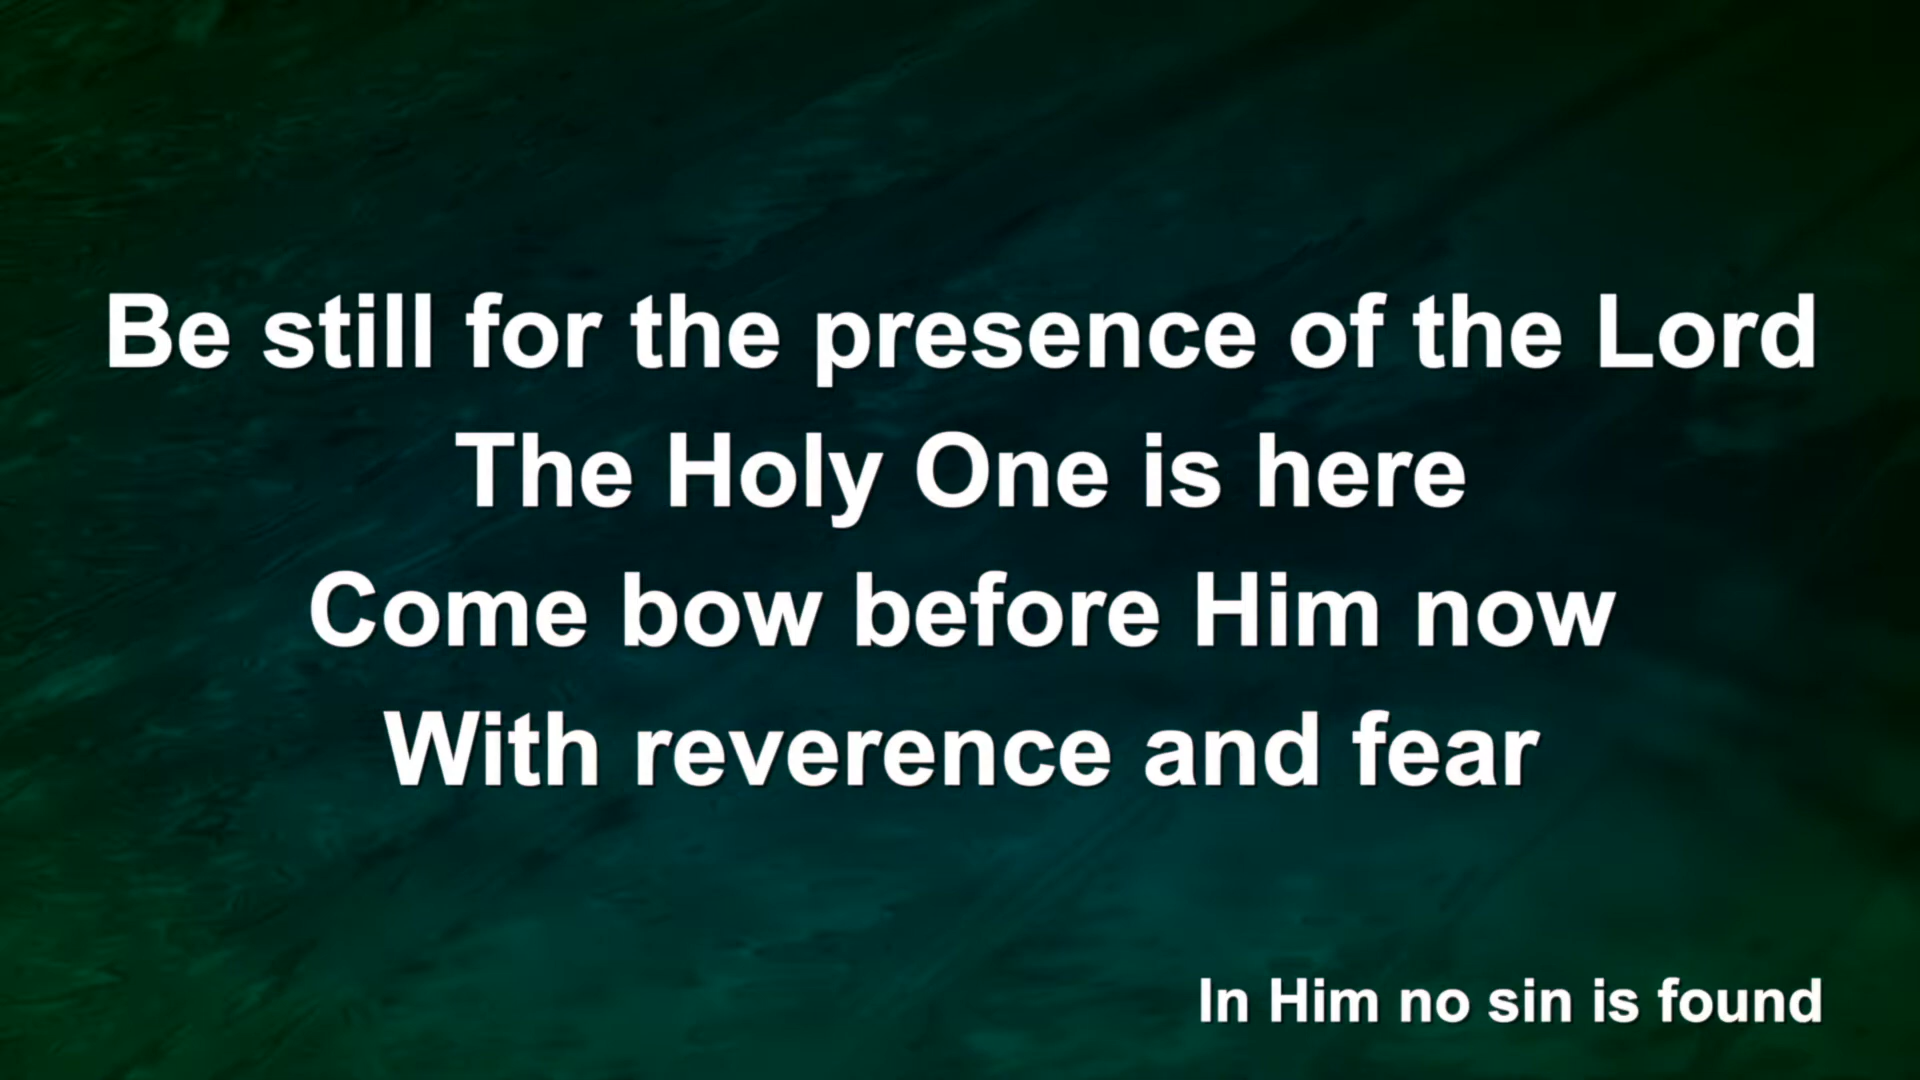 Be still for the presence of the Lord
The Holy One is here
Come bow before Him now
With reverence and fear
In Him no sin is found